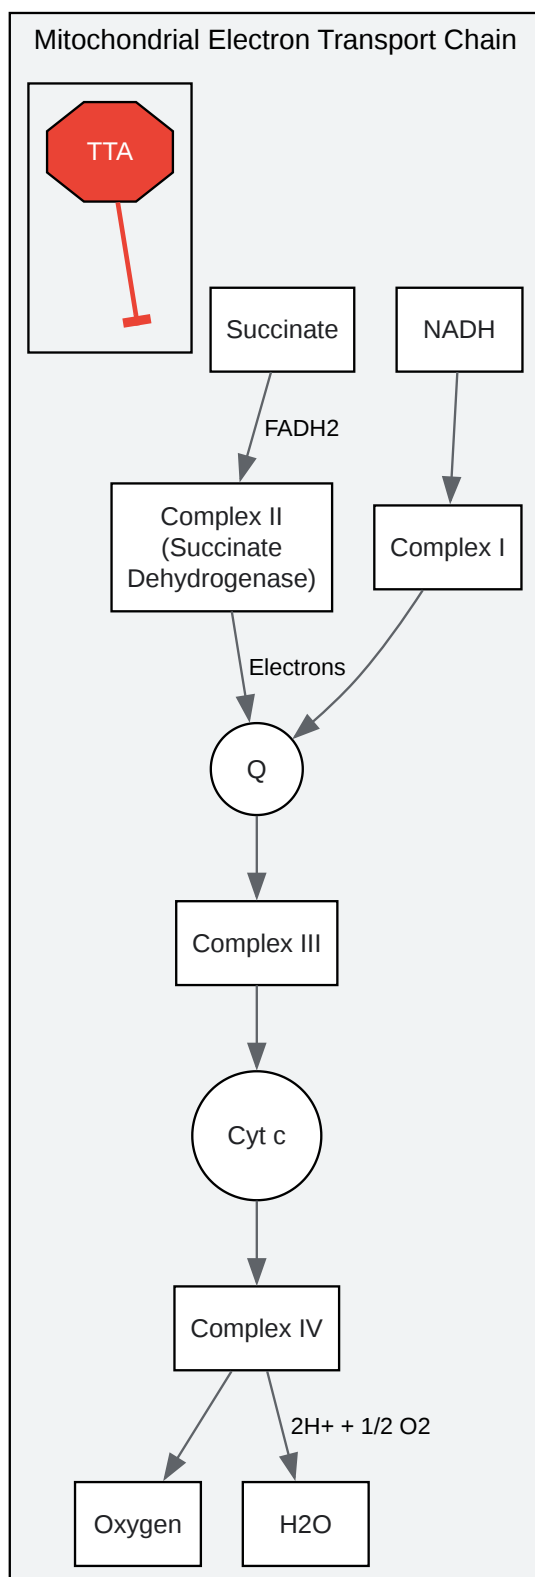 Mitochondrial Electron Transport Chain
TTA
Succinate
NADH
FADH2
Complex II
(Succinate
Dehydrogenase)
Complex I
Electrons
Q
Complex III
Cyt c
Complex IV
2H+ + 1/2 O2
Oxygen
H2O